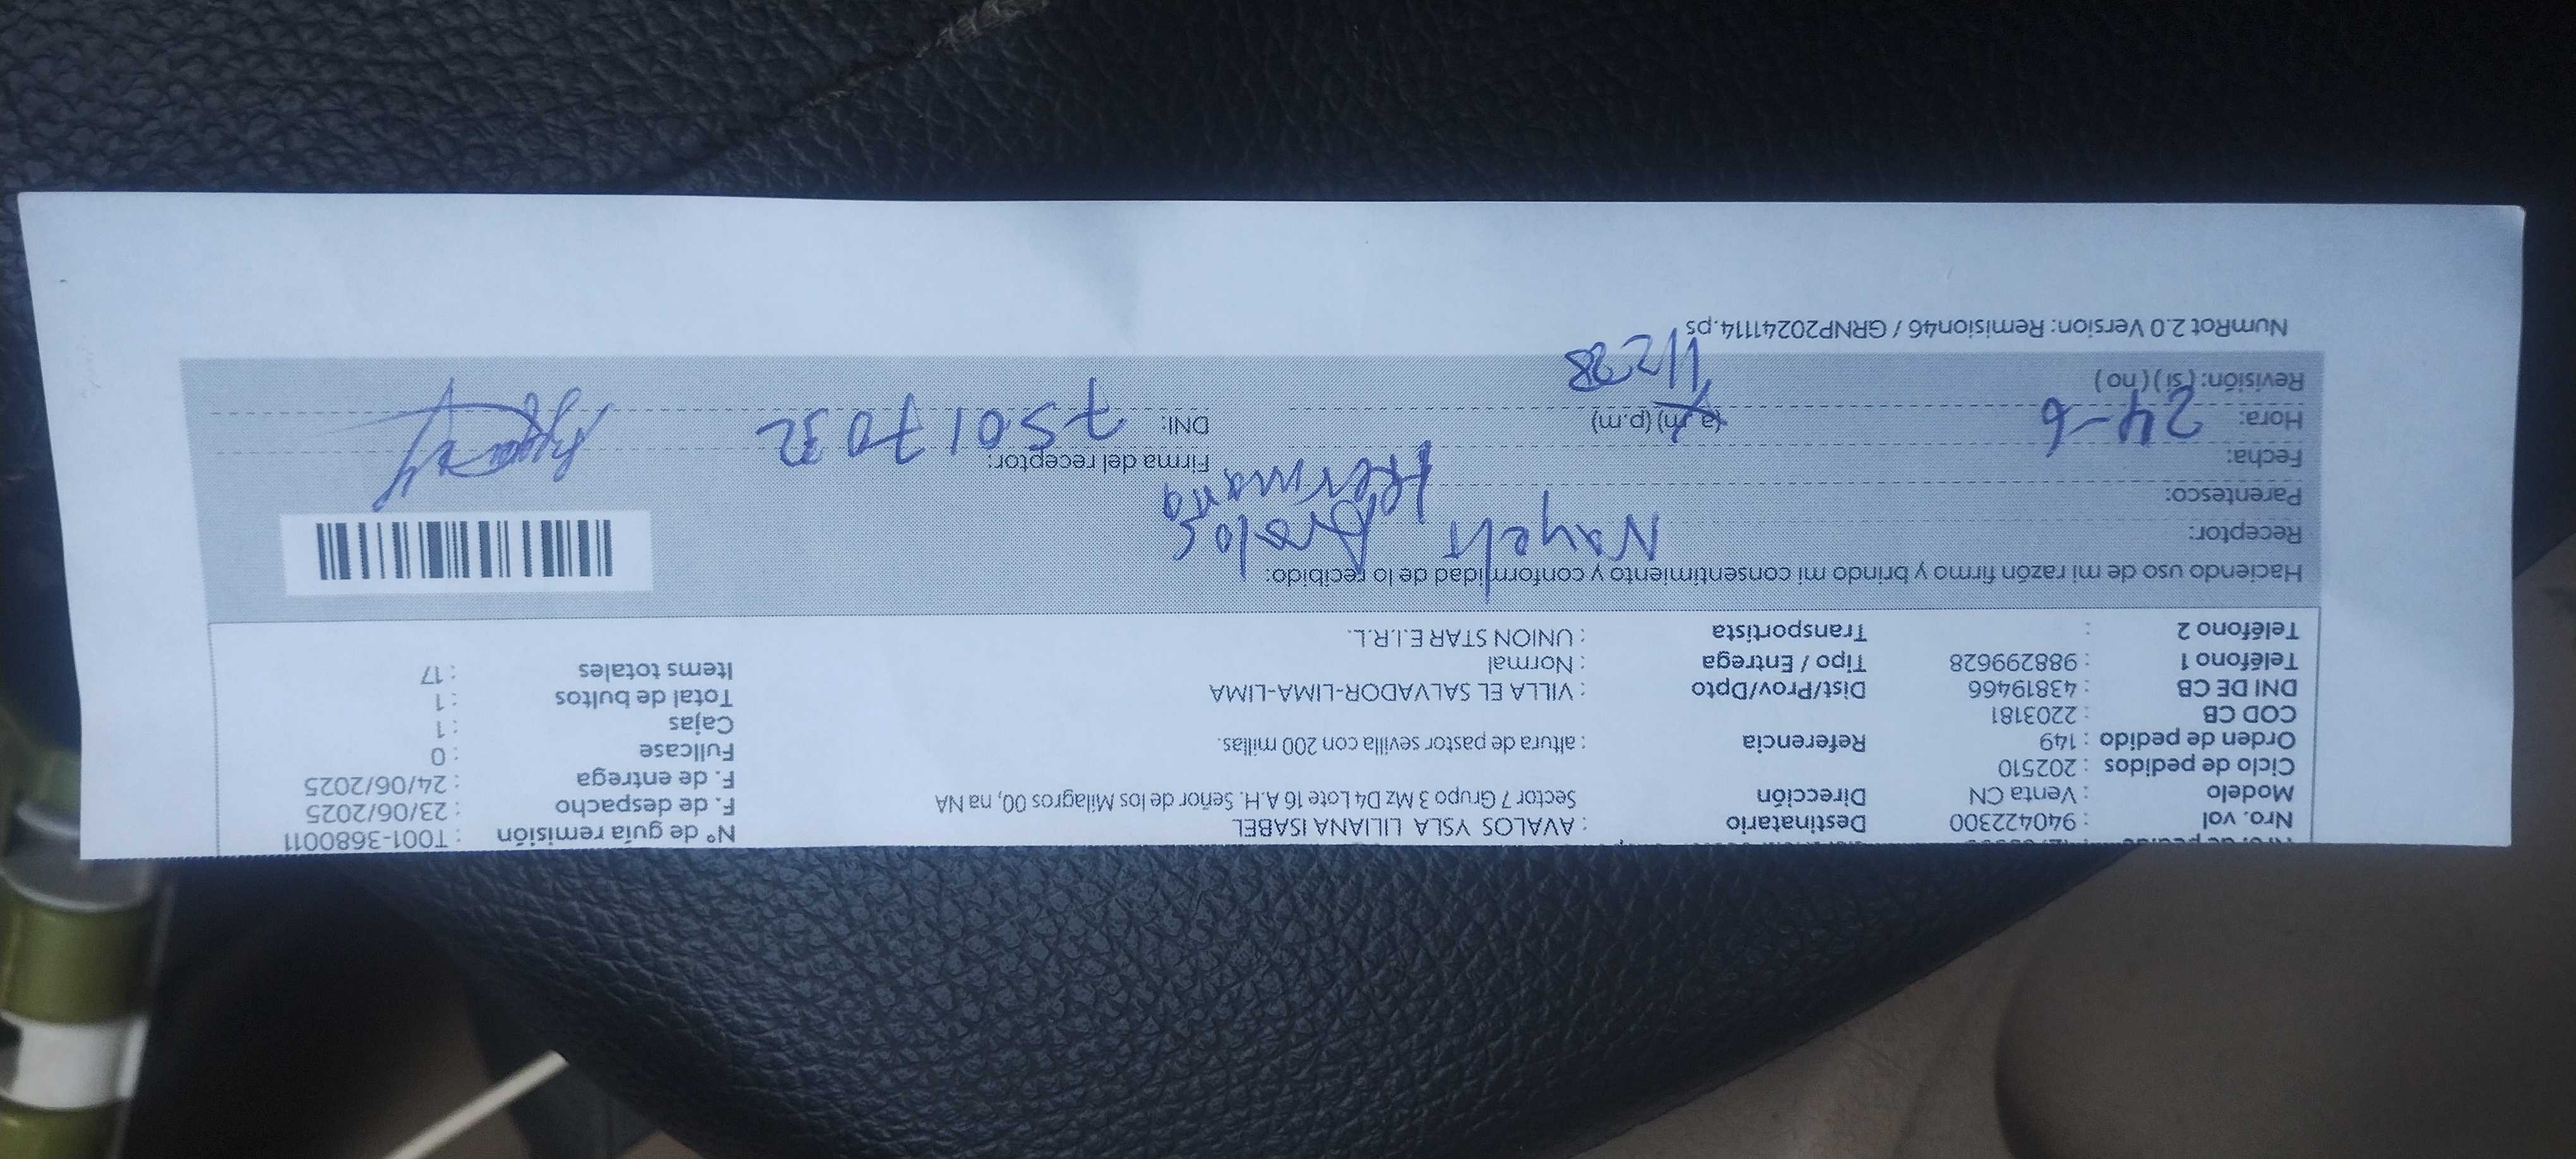 Nro. vol : 940422300 Destinatario : AVALOS YSLA LILIANA ISABEL Nº de guía remisión : T001-3680011
Modelo : Venta CN Dirección Sector 7 Grupo 3 Mz D4 Lote 16 A.H. Señor de los Milagros 00, na NA F. de despacho : 23/06/2025
Ciclo de pedidos : 202510 F. de entrega : 24/06/2025
Orden de pedido : 149 Referencia : altura de pastor sevilla con 200 millas. Fullcase : 0
COD CB : 2203181 Cajas : 1
DNI DE CB : 43819466 Dist/Prov/Dpto : VILLA EL SALVADOR-LIMA-LIMA Total de bultos : 1
Teléfono 1 : 988299628 Tipo / Entrega : Normal Items totales : 17
Teléfono 2 : Transportista : UNION STAR E.I.R.L.
Haciendo uso de mi razón firmo y brindo mi consentimiento y conformidad de lo recibido:
Receptor: Nayeli Avalos
Parentesco: Hermana
Fecha: 24-6 Firma del receptor:
Hora: (a.m) (p.m) DNI: 75017032
Revisión: (si) (no)
NumRot 2.0 Version: Remision46 / GRNP20241114.ps